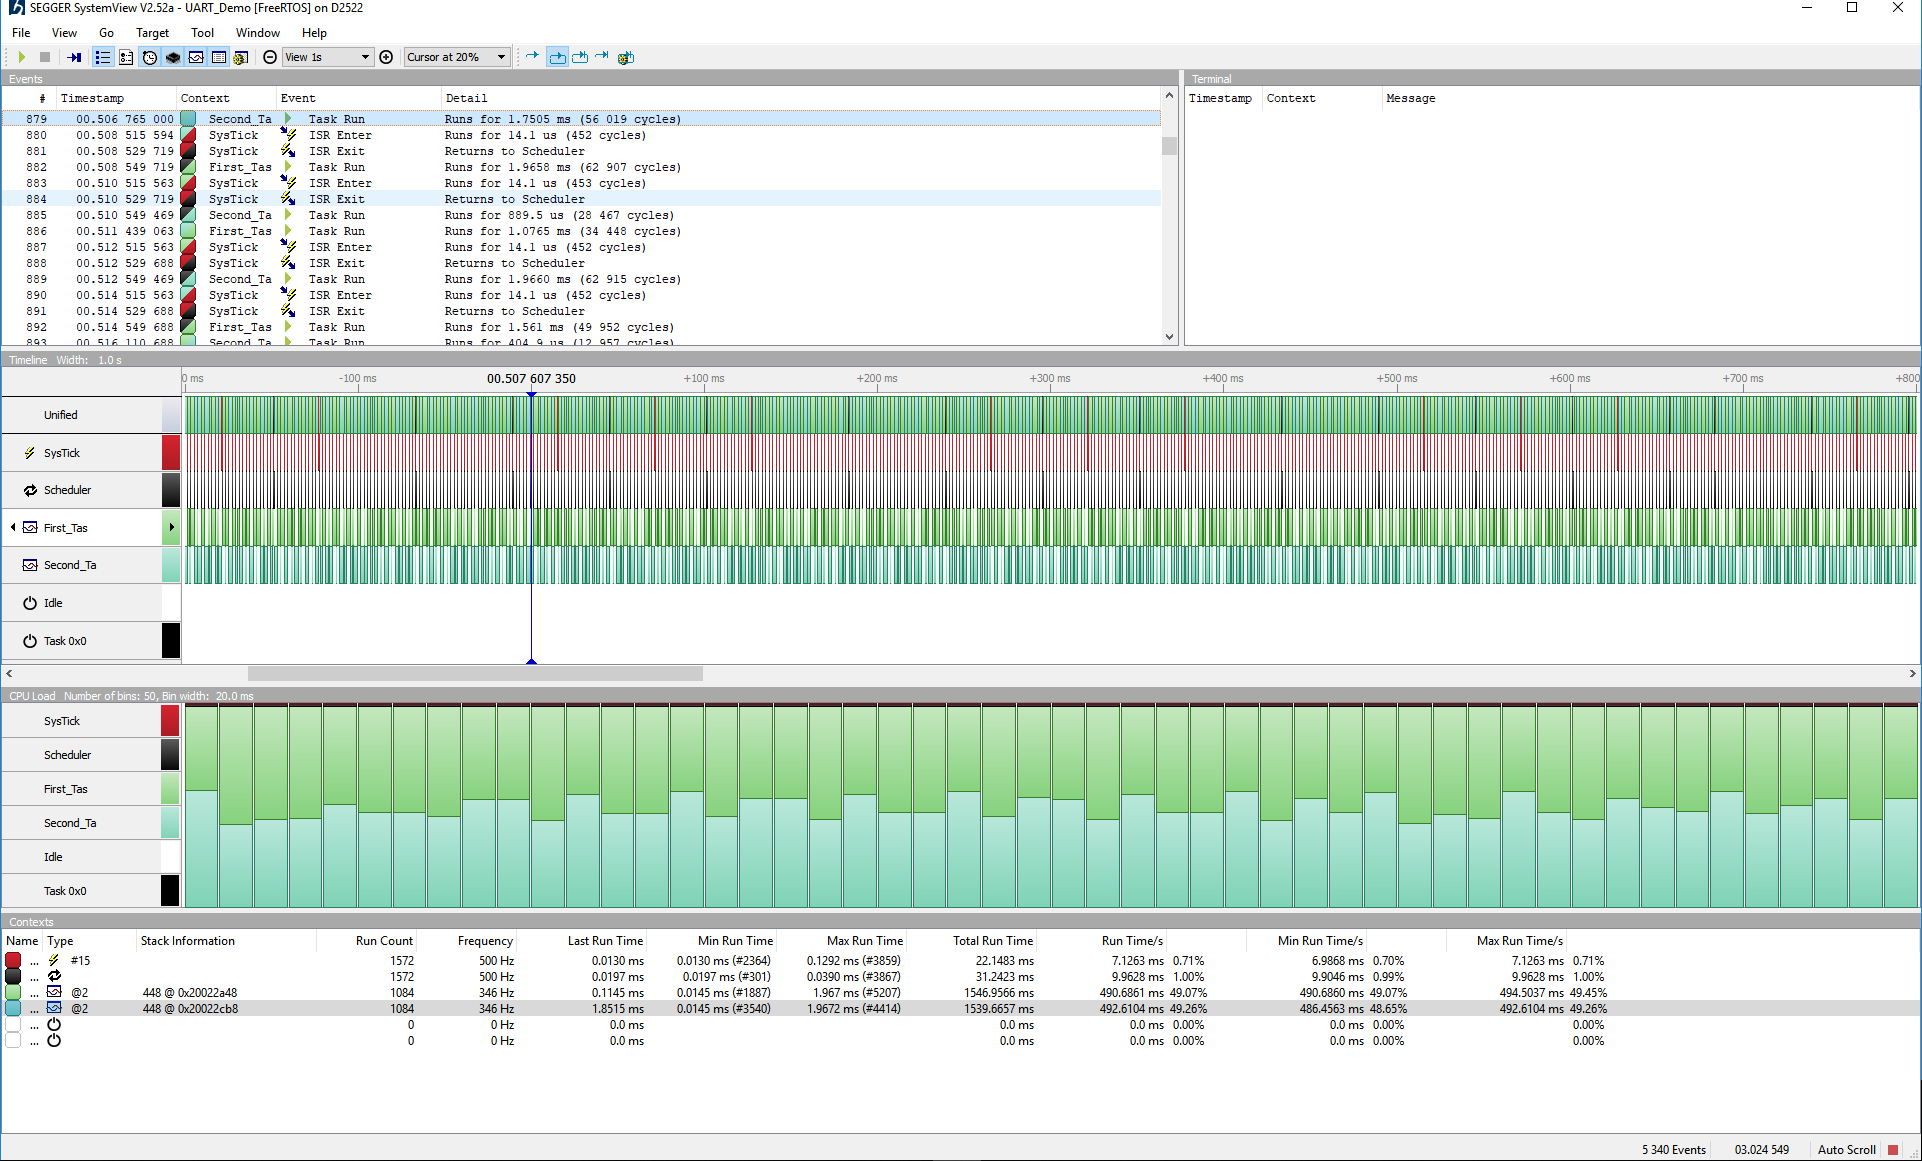 SEGGER SystemView V2.52a - UART_Demo [FreeRTOS] on D2522
File View Go Target Tool Window Help
View 1s Cursor at 20%
Events
# Timestamp Context Event Detail
879 00.506 765 000 Second_Ta Task Run Runs for 1.7505 ms (56 019 cycles)
880 00.508 515 594 SysTick ISR Enter Runs for 14.1 us (452 cycles)
881 00.508 529 719 SysTick ISR Exit Returns to Scheduler
882 00.508 549 719 First_Tas Task Run Runs for 1.9658 ms (62 907 cycles)
883 00.510 515 563 SysTick ISR Enter Runs for 14.1 us (453 cycles)
884 00.510 529 719 SysTick ISR Exit Returns to Scheduler
885 00.510 549 469 Second_Ta Task Run Runs for 889.5 us (28 467 cycles)
886 00.511 439 063 First_Tas Task Run Runs for 1.0765 ms (34 448 cycles)
887 00.512 515 563 SysTick ISR Enter Runs for 14.1 us (452 cycles)
888 00.512 529 688 SysTick ISR Exit Returns to Scheduler
889 00.512 549 469 Second_Ta Task Run Runs for 1.9660 ms (62 915 cycles)
890 00.514 515 563 SysTick ISR Enter Runs for 14.1 us (452 cycles)
891 00.514 529 688 SysTick ISR Exit Returns to Scheduler
892 00.514 549 688 First_Tas Task Run Runs for 1.561 ms (49 952 cycles)
893 00.516 110 688 Second_Ta Task Run Runs for 404.9 us (12 957 cycles)
Terminal
Timestamp Context Message
Timeline Width: 1.0 s
0 ms -100 ms 00.507 607 350 +100 ms +200 ms +300 ms +400 ms +500 ms +600 ms +700 ms +800
Unified
SysTick
Scheduler
First_Tas
Second_Ta
Idle
Task 0x0
CPU Load Number of bins: 50, Bin width: 20.0 ms
SysTick
Scheduler
First_Tas
Second_Ta
Idle
Task 0x0
Contexts
Name Type Stack Information Run Count Frequency Last Run Time Min Run Time Max Run Time Total Run Time Run Time/s Min Run Time/s Max Run Time/s
... #15 1572 500 Hz 0.0130 ms 0.0130 ms (#2364) 0.1292 ms (#3859) 22.1483 ms 7.1263 ms 0.71% 6.9868 ms 0.70% 7.1263 ms 0.71%
... 1572 500 Hz 0.0197 ms 0.0197 ms (#301) 0.0390 ms (#3867) 31.2423 ms 9.9628 ms 1.00% 9.9046 ms 0.99% 9.9628 ms 1.00%
... @2 448 @ 0x20022a48 1084 346 Hz 0.1145 ms 0.0145 ms (#1887) 1.967 ms (#5207) 1546.9566 ms 490.6861 ms 49.07% 490.6860 ms 49.07% 494.5037 ms 49.45%
... @2 448 @ 0x20022cb8 1084 346 Hz 1.8515 ms 0.0145 ms (#3540) 1.9672 ms (#4414) 1539.6657 ms 492.6104 ms 49.26% 486.4563 ms 48.65% 492.6104 ms 49.26%
... 0 0 Hz 0.0 ms 0.0 ms 0.0 ms 0.00% 0.0 ms 0.00% 0.00%
... 0 0 Hz 0.0 ms 0.0 ms 0.0 ms 0.00% 0.0 ms 0.00% 0.00%
5 340 Events 03.024 549 Auto Scroll